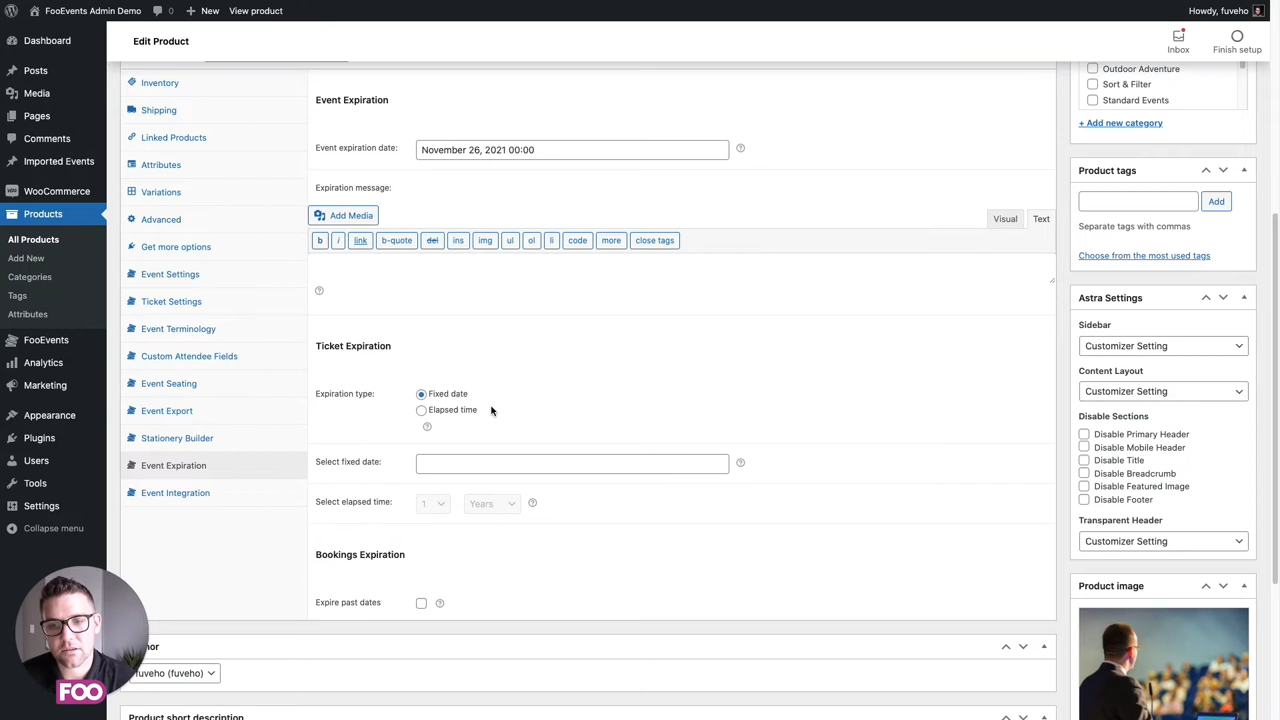 FooEvents Admin Demo
0
New
View product
Howdy, fuveho
Dashboard
Posts
Media
Pages
Comments
Imported Events
WooCommerce
Products
All Products
Add New
Categories
Tags
Attributes
FooEvents
Analytics
Marketing
Appearance
Plugins
Users
Tools
Settings
Collapse menu
Edit Product
Inbox
Finish setup
Inventory
Shipping
Linked Products
Attributes
Variations
Advanced
Get more options
Event Settings
Ticket Settings
Event Terminology
Custom Attendee Fields
Event Seating
Event Export
Stationery Builder
Event Expiration
Event Integration
Event Expiration
Event expiration date:
November 26, 2021 00:00
Expiration message:
Add Media
Visual
Text
b
i
link
b-quote
del
ins
img
ul
ol
li
code
more
close tags
Ticket Expiration
Expiration type:
Fixed date
Elapsed time
Select fixed date:
Select elapsed time:
1
Years
Bookings Expiration
Expire past dates
fuveho (fuveho)
Product short description
Outdoor Adventure
Sort & Filter
Standard Events
+ Add new category
Product tags
Add
Separate tags with commas
Choose from the most used tags
Astra Settings
Sidebar
Customizer Setting
Content Layout
Customizer Setting
Disable Sections
Disable Primary Header
Disable Mobile Header
Disable Title
Disable Breadcrumb
Disable Featured Image
Disable Footer
Transparent Header
Customizer Setting
Product image
FOO